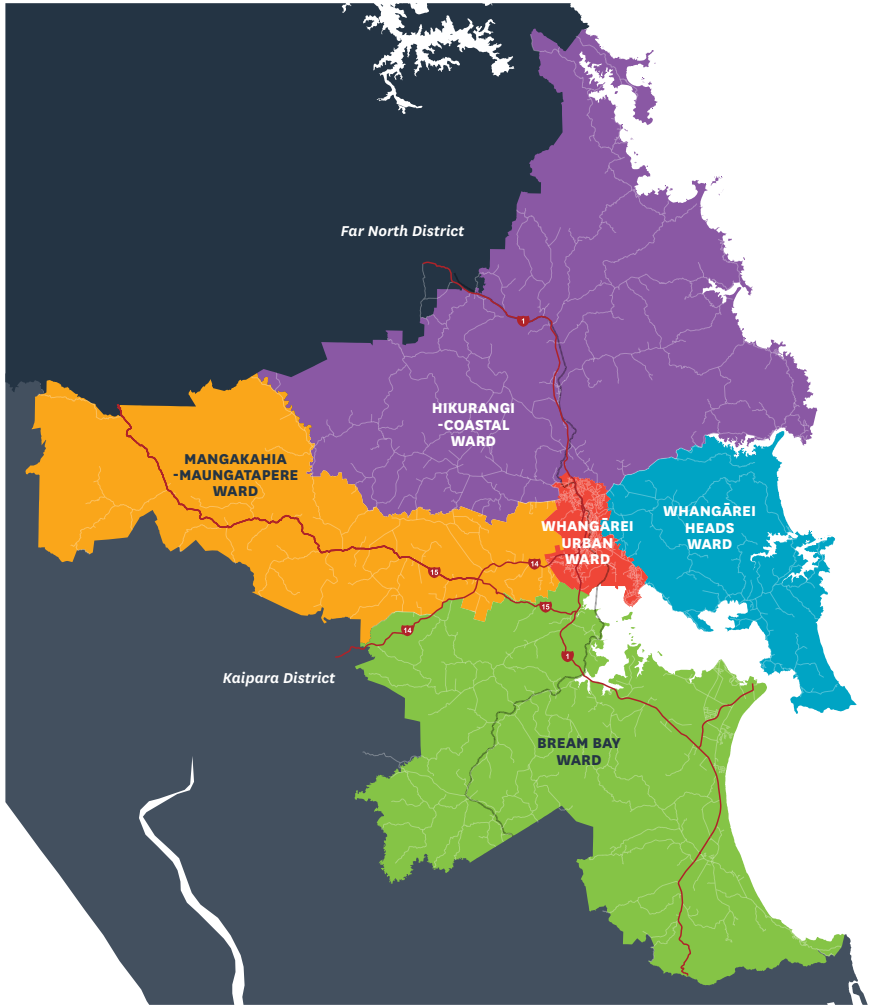 Far North District
1
HIKURANGI
-COASTAL
WARD
MANGAKAHIA
-MAUNGATAPERE
WARD
WHANGĀREI
HEADS
WARD
WHANGĀREI
URBAN
WARD
14
15
15
14
1
Kaipara District
BREAM BAY
WARD